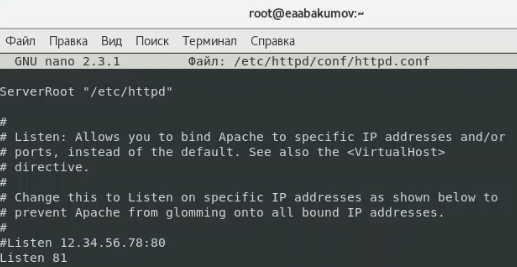 root@eaabakumov:~
Файл Правка Вид Поиск Терминал Справка
GNU nano 2.3.1 Файл: /etc/httpd/conf/httpd.conf
ServerRoot "/etc/httpd"
#
# Listen: Allows you to bind Apache to specific IP addresses and/or
# ports, instead of the default. See also the <VirtualHost>
# directive.
#
# Change this to Listen on specific IP addresses as shown below to
# prevent Apache from glomming onto all bound IP addresses.
#
#Listen 12.34.56.78:80
Listen 81